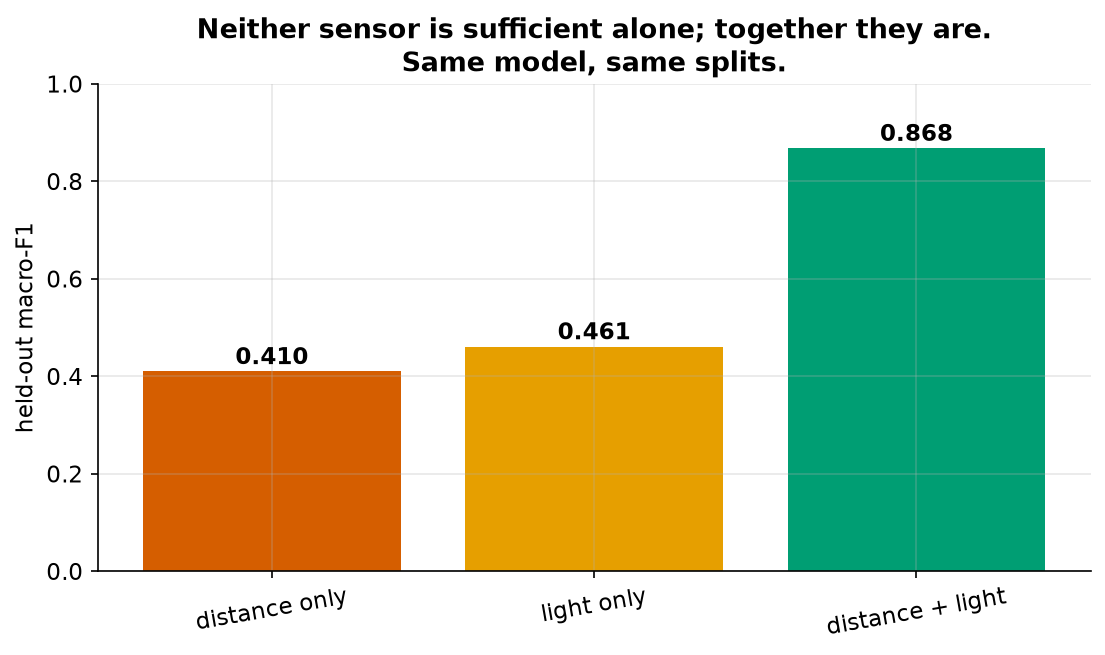 Neither sensor is sufficient alone; together they are.
Same model, same splits.
held-out macro-F1
1.0
0.8
0.6
0.4
0.2
0.0
0.410
0.461
0.868
distance only
light only
distance + light